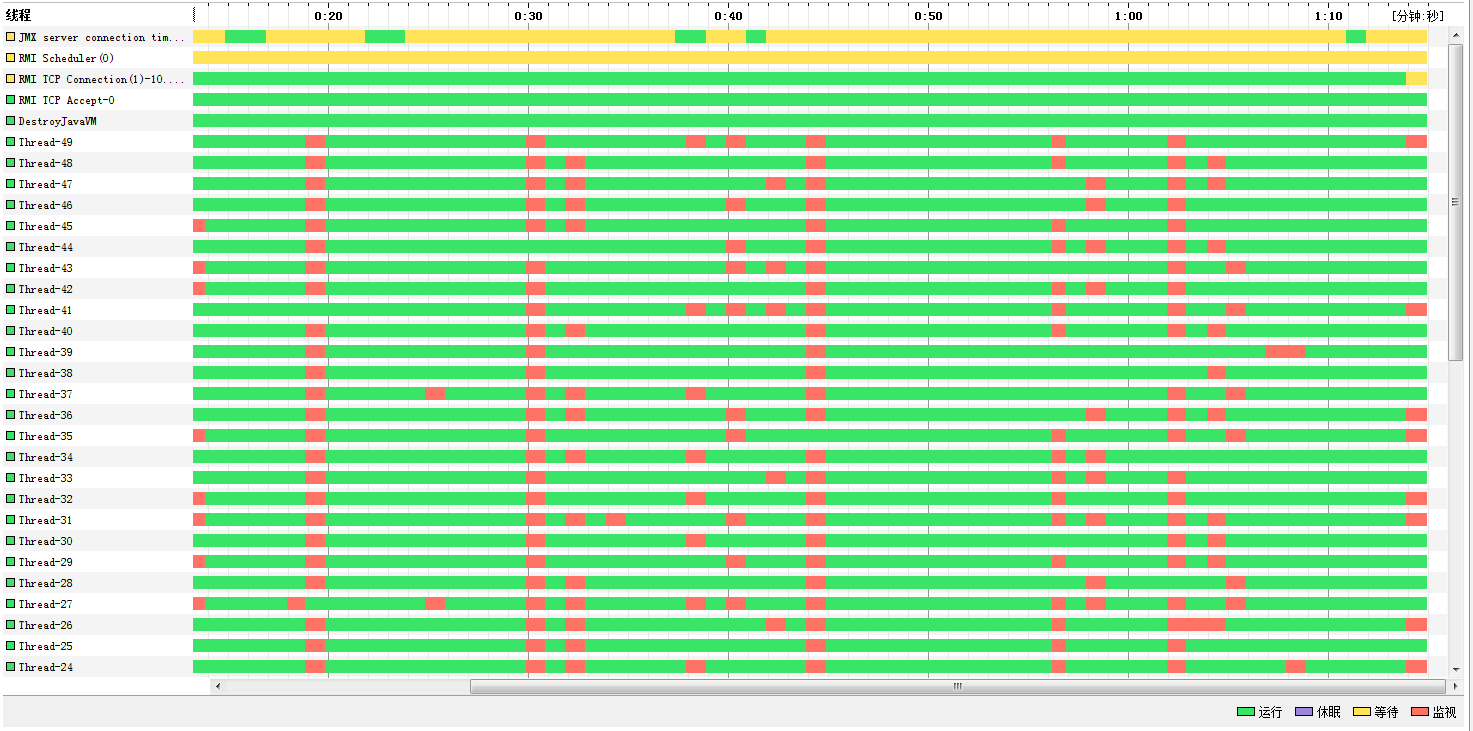 线程 0:20 0:30 0:40 0:50 1:00 1:10 [分钟:秒]
JMX server connection tim...
RMI Scheduler(0)
RMI TCP Connection(1)-10....
RMI TCP Accept-0
DestroyJavaVM
Thread-49
Thread-48
Thread-47
Thread-46
Thread-45
Thread-44
Thread-43
Thread-42
Thread-41
Thread-40
Thread-39
Thread-38
Thread-37
Thread-36
Thread-35
Thread-34
Thread-33
Thread-32
Thread-31
Thread-30
Thread-29
Thread-28
Thread-27
Thread-26
Thread-25
Thread-24
运行 休眠 等待 监视